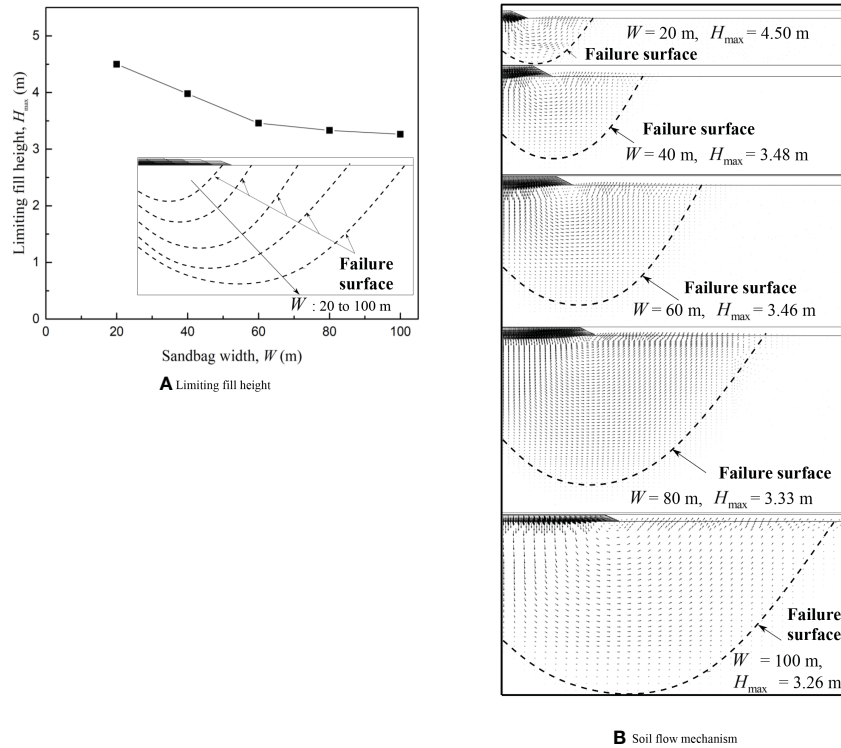 5
4
3
2
1
0
Limiting fill height, Hmax (m)
Failure
surface
W : 20 to 100 m
0 20 40 60 80 100
Sandbag width, W (m)
A Limiting fill height
W = 20 m, Hmax = 4.50 m
Failure surface
Failure surface
W = 40 m, Hmax = 3.48 m
Failure surface
W = 60 m, Hmax = 3.46 m
Failure surface
W = 80 m, Hmax = 3.33 m
Failure
surface
W = 100 m,
Hmax = 3.26 m
B Soil flow mechanism